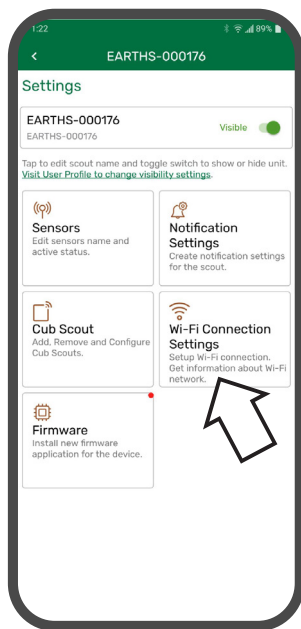 1:22
89%
EARTHS-000176
Settings
EARTHS-000176
EARTHS-000176
Visible
Tap to edit scout name and toggle switch to show or hide unit.
Visit User Profile to change visibility settings.
Sensors
Edit sensors name and
active status.
Notification
Settings
Create notification settings
for the scout.
Cub Scout
Add, Remove and Configure
Cub Scouts.
Wi-Fi Connection
Settings
Setup Wi-Fi connection.
Get information about Wi-Fi
network.
Firmware
Install new firmware
application for the device.